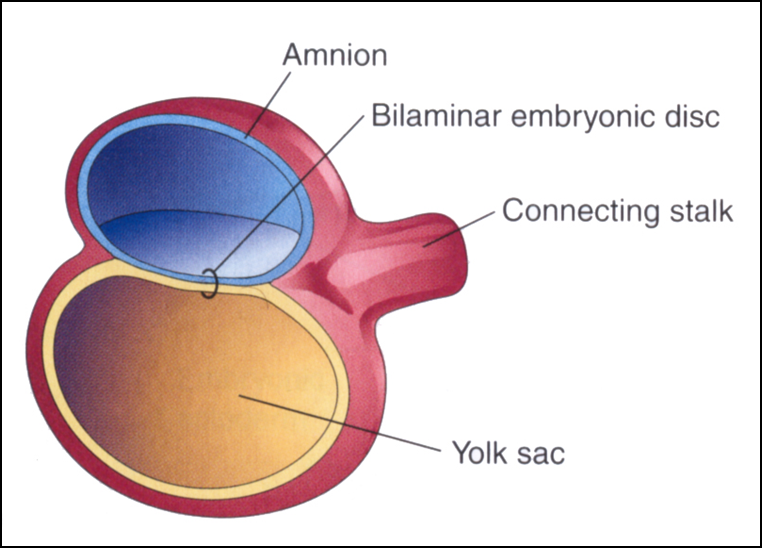 Amnion
Bilaminar embryonic disc
Connecting stalk
Yolk sac